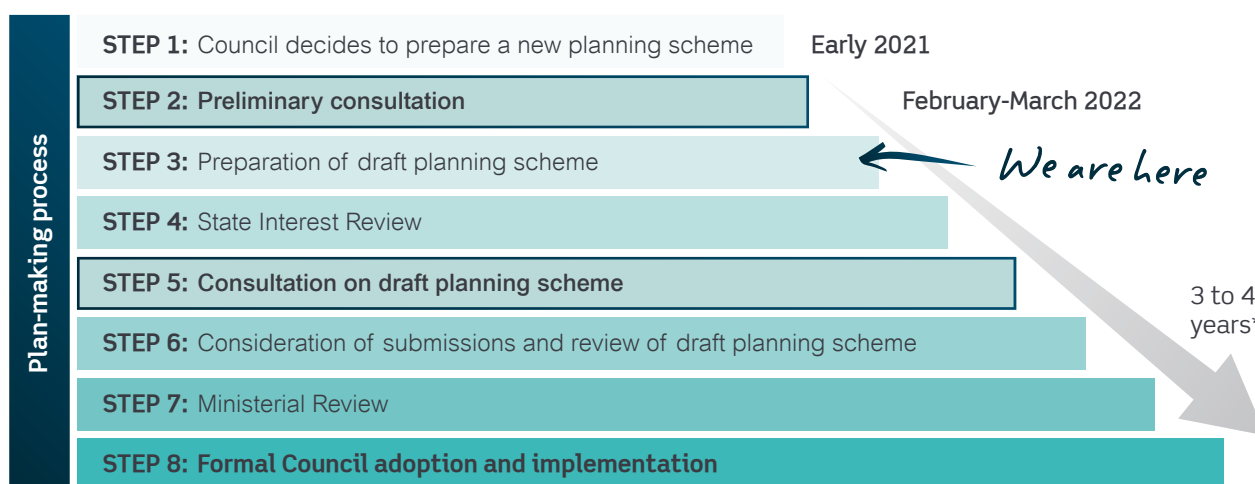 Plan-making process
STEP 1: Council decides to prepare a new planning scheme
Early 2021
STEP 2: Preliminary consultation
February-March 2022
STEP 3: Preparation of draft planning scheme
We are here
STEP 4: State Interest Review
STEP 5: Consultation on draft planning scheme
3 to 4
years*
STEP 6: Consideration of submissions and review of draft planning scheme
STEP 7: Ministerial Review
STEP 8: Formal Council adoption and implementation